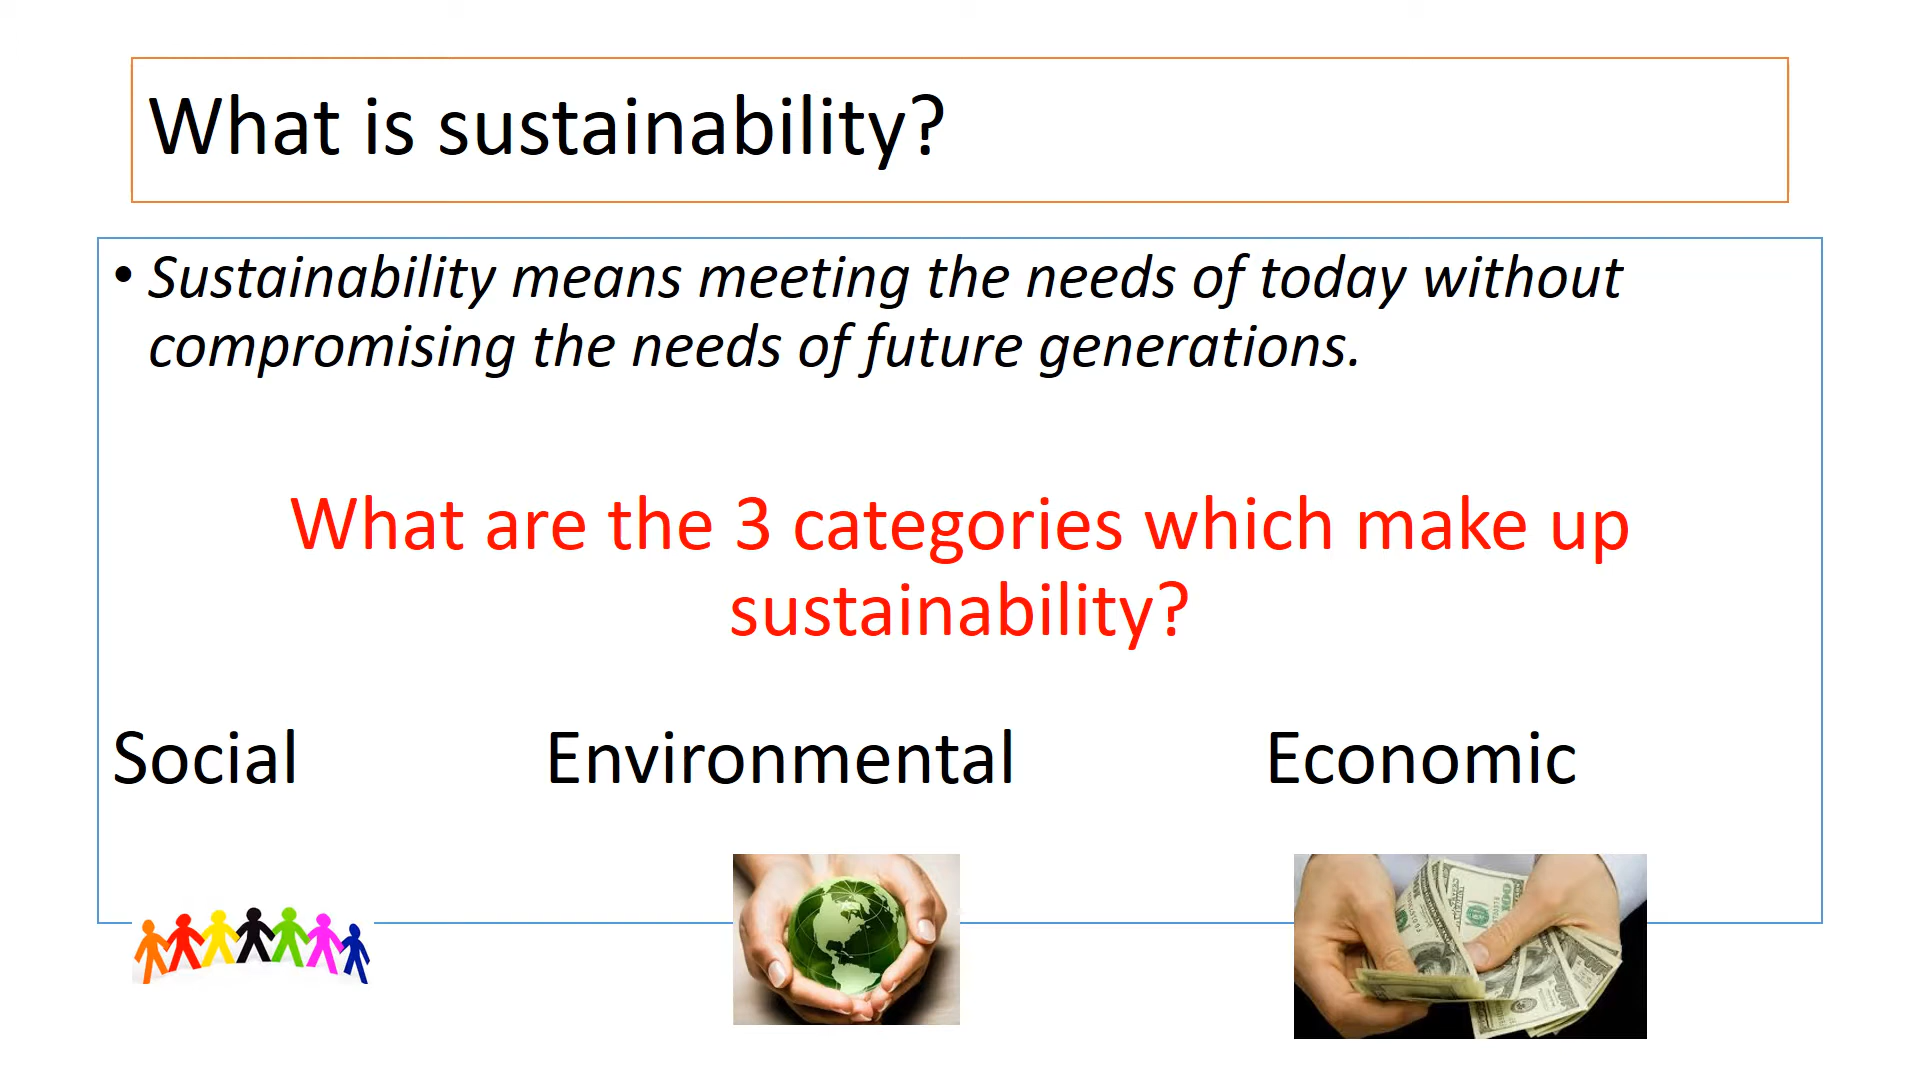 What is sustainability?
• Sustainability means meeting the needs of today without
compromising the needs of future generations.
What are the 3 categories which make up
sustainability?
Social Environmental Economic